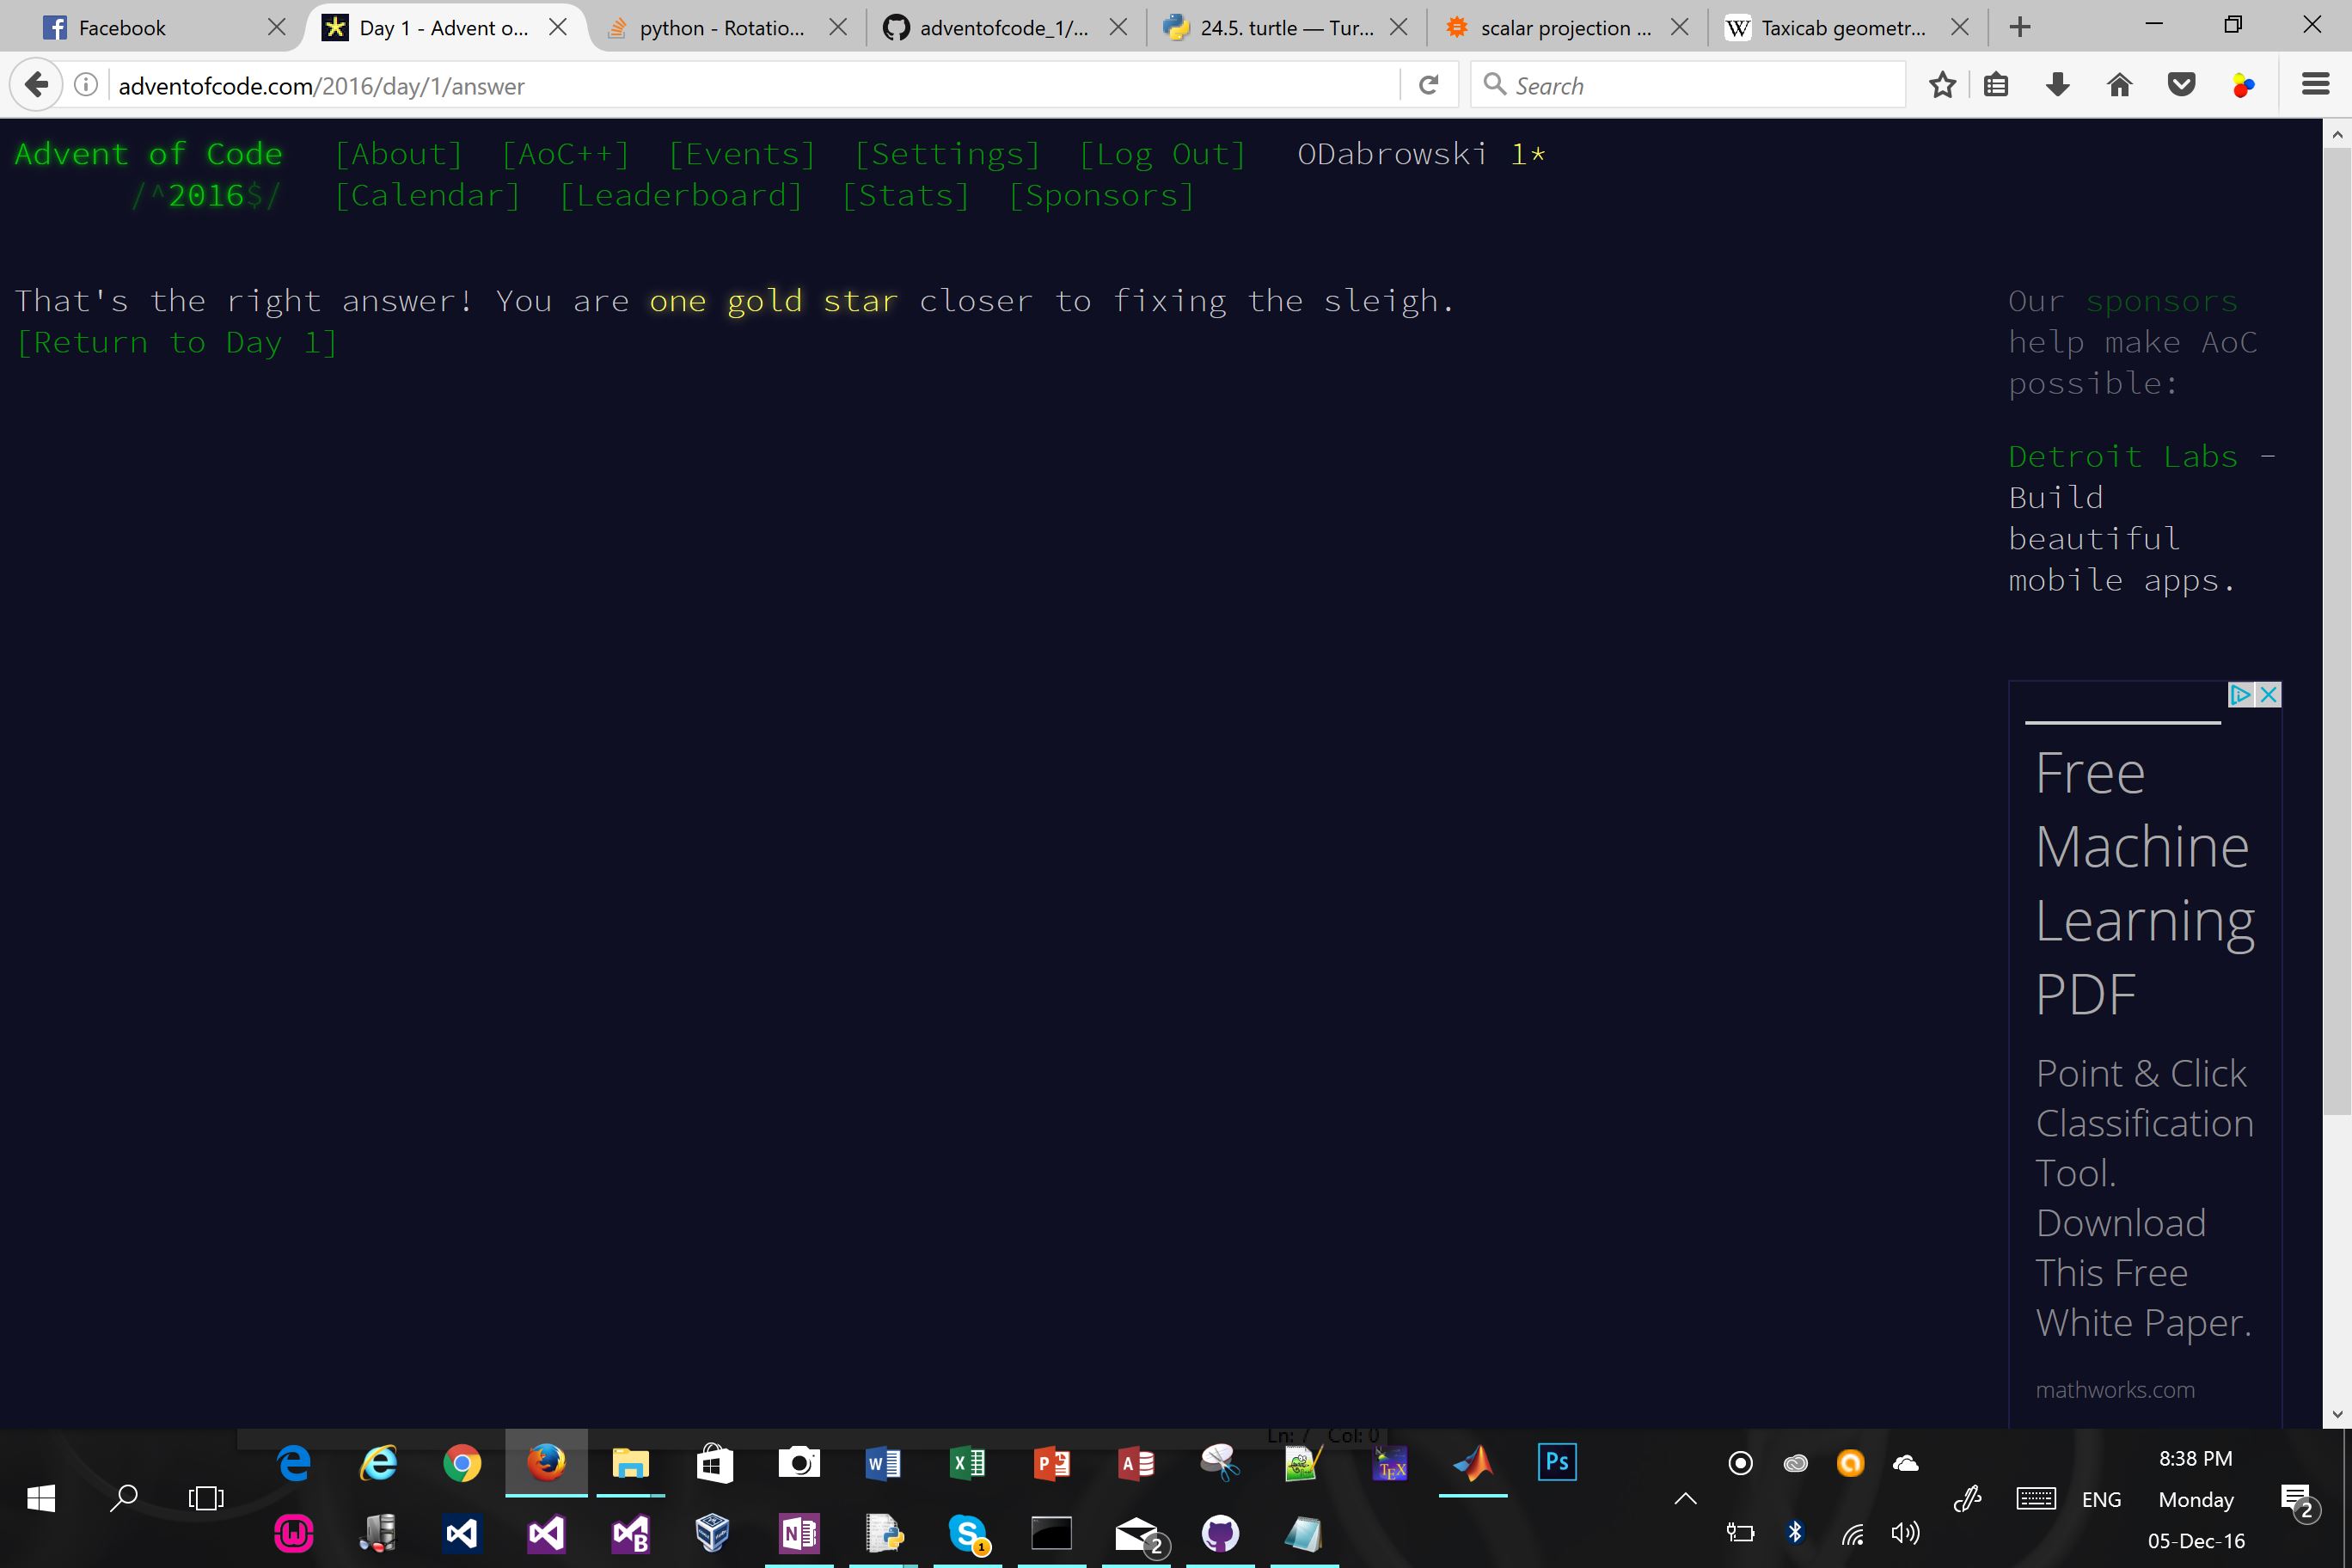 Facebook
Day 1 - Advent o...
python - Rotatio...
adventofcode_1/...
24.5. turtle — Tur...
scalar projection ...
Taxicab geometr...
adventofcode.com/2016/day/1/answer
Search
Advent of Code [About] [AoC++] [Events] [Settings] [Log Out] ODabrowski 1*
/^2016$/ [Calendar] [Leaderboard] [Stats] [Sponsors]
That's the right answer! You are one gold star closer to fixing the sleigh.
[Return to Day 1]
Our sponsors
help make AoC
possible:
Detroit Labs -
Build
beautiful
mobile apps.
Free
Machine
Learning
PDF
Point & Click
Classification
Tool.
Download
This Free
White Paper.
mathworks.com
Ln: 7 Col: 0
8:38 PM
ENG Monday
05-Dec-16
2
Ps
1
2